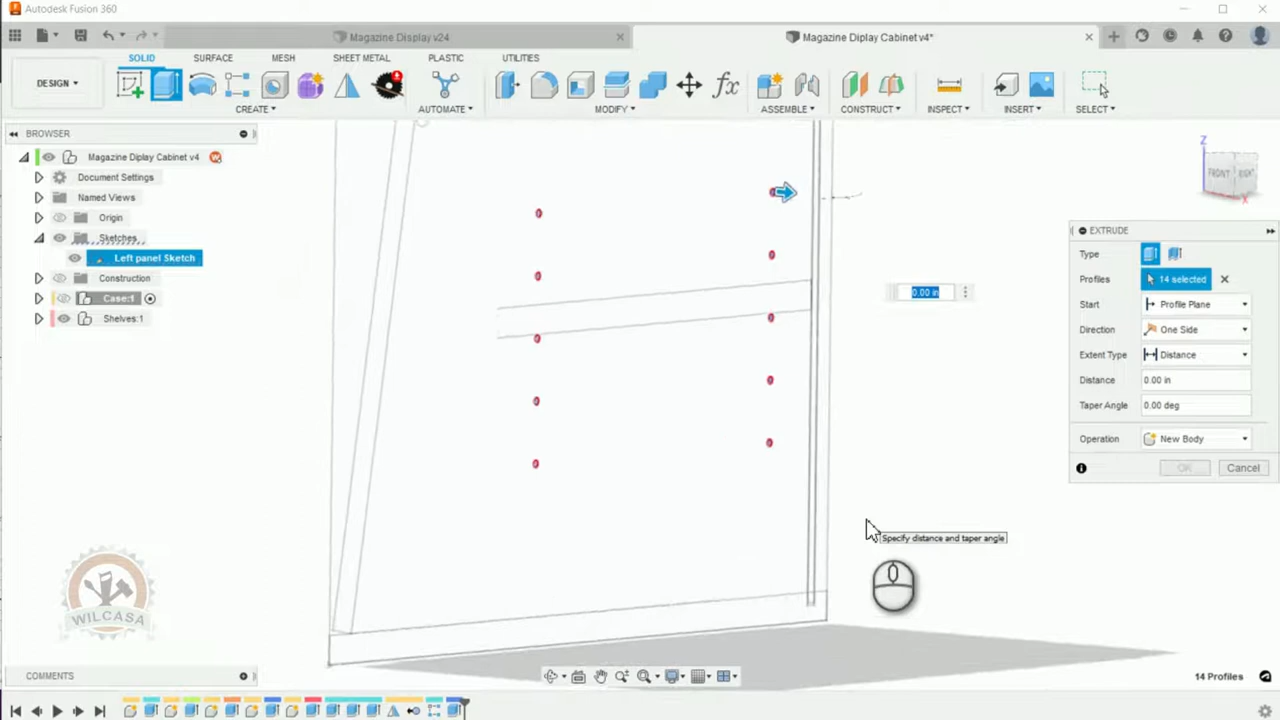 Autodesk Fusion 360
Magazine Display v24
Magazine Diplay Cabinet v4*
SOLID
SURFACE
MESH
SHEET METAL
PLASTIC
UTILITIES
DESIGN
CREATE
AUTOMATE
MODIFY
ASSEMBLE
CONSTRUCT
INSPECT
INSERT
SELECT
BROWSER
Magazine Diplay Cabinet v4
Document Settings
Named Views
Origin
Sketches
Left panel Sketch
Construction
Case:1
Shelves:1
Z
FRONT
RIGHT
X
EXTRUDE
Type
Profiles
14 selected
Start
Profile Plane
Direction
One Side
Extent Type
Distance
Distance
0.00 in
Taper Angle
0.00 deg
Operation
New Body
OK
Cancel
0.00 in
Specify distance and taper angle
WILCASA
COMMENTS
14 Profiles